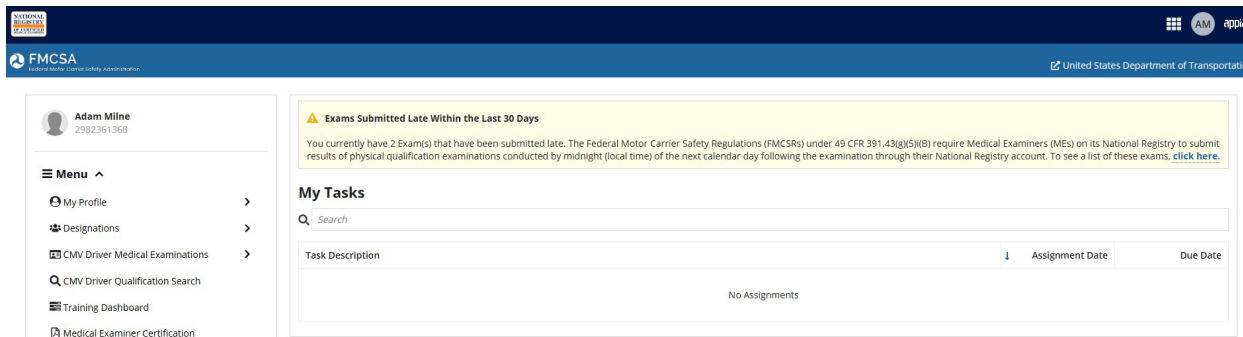 NATIONAL
REGISTRY
AM appi
FMCSA
Federal Motor Carrier Safety Administration
United States Department of Transportati
Adam Milne
2982361368
Menu
My Profile
Designations
CMV Driver Medical Examinations
CMV Driver Qualification Search
Training Dashboard
Medical Examiner Certification
Exams Submitted Late Within the Last 30 Days
You currently have 2 Exam(s) that have been submitted late. The Federal Motor Carrier Safety Regulations (FMCSRs) under 49 CFR 391.43(g)(5)(i(B) require Medical Examiners (MEs) on its National Registry to submit
results of physical qualification examinations conducted by midnight (local time) of the next calendar day following the examination through their National Registry account. To see a list of these exams, click here.
My Tasks
Search
Task Description Assignment Date Due Date
No Assignments